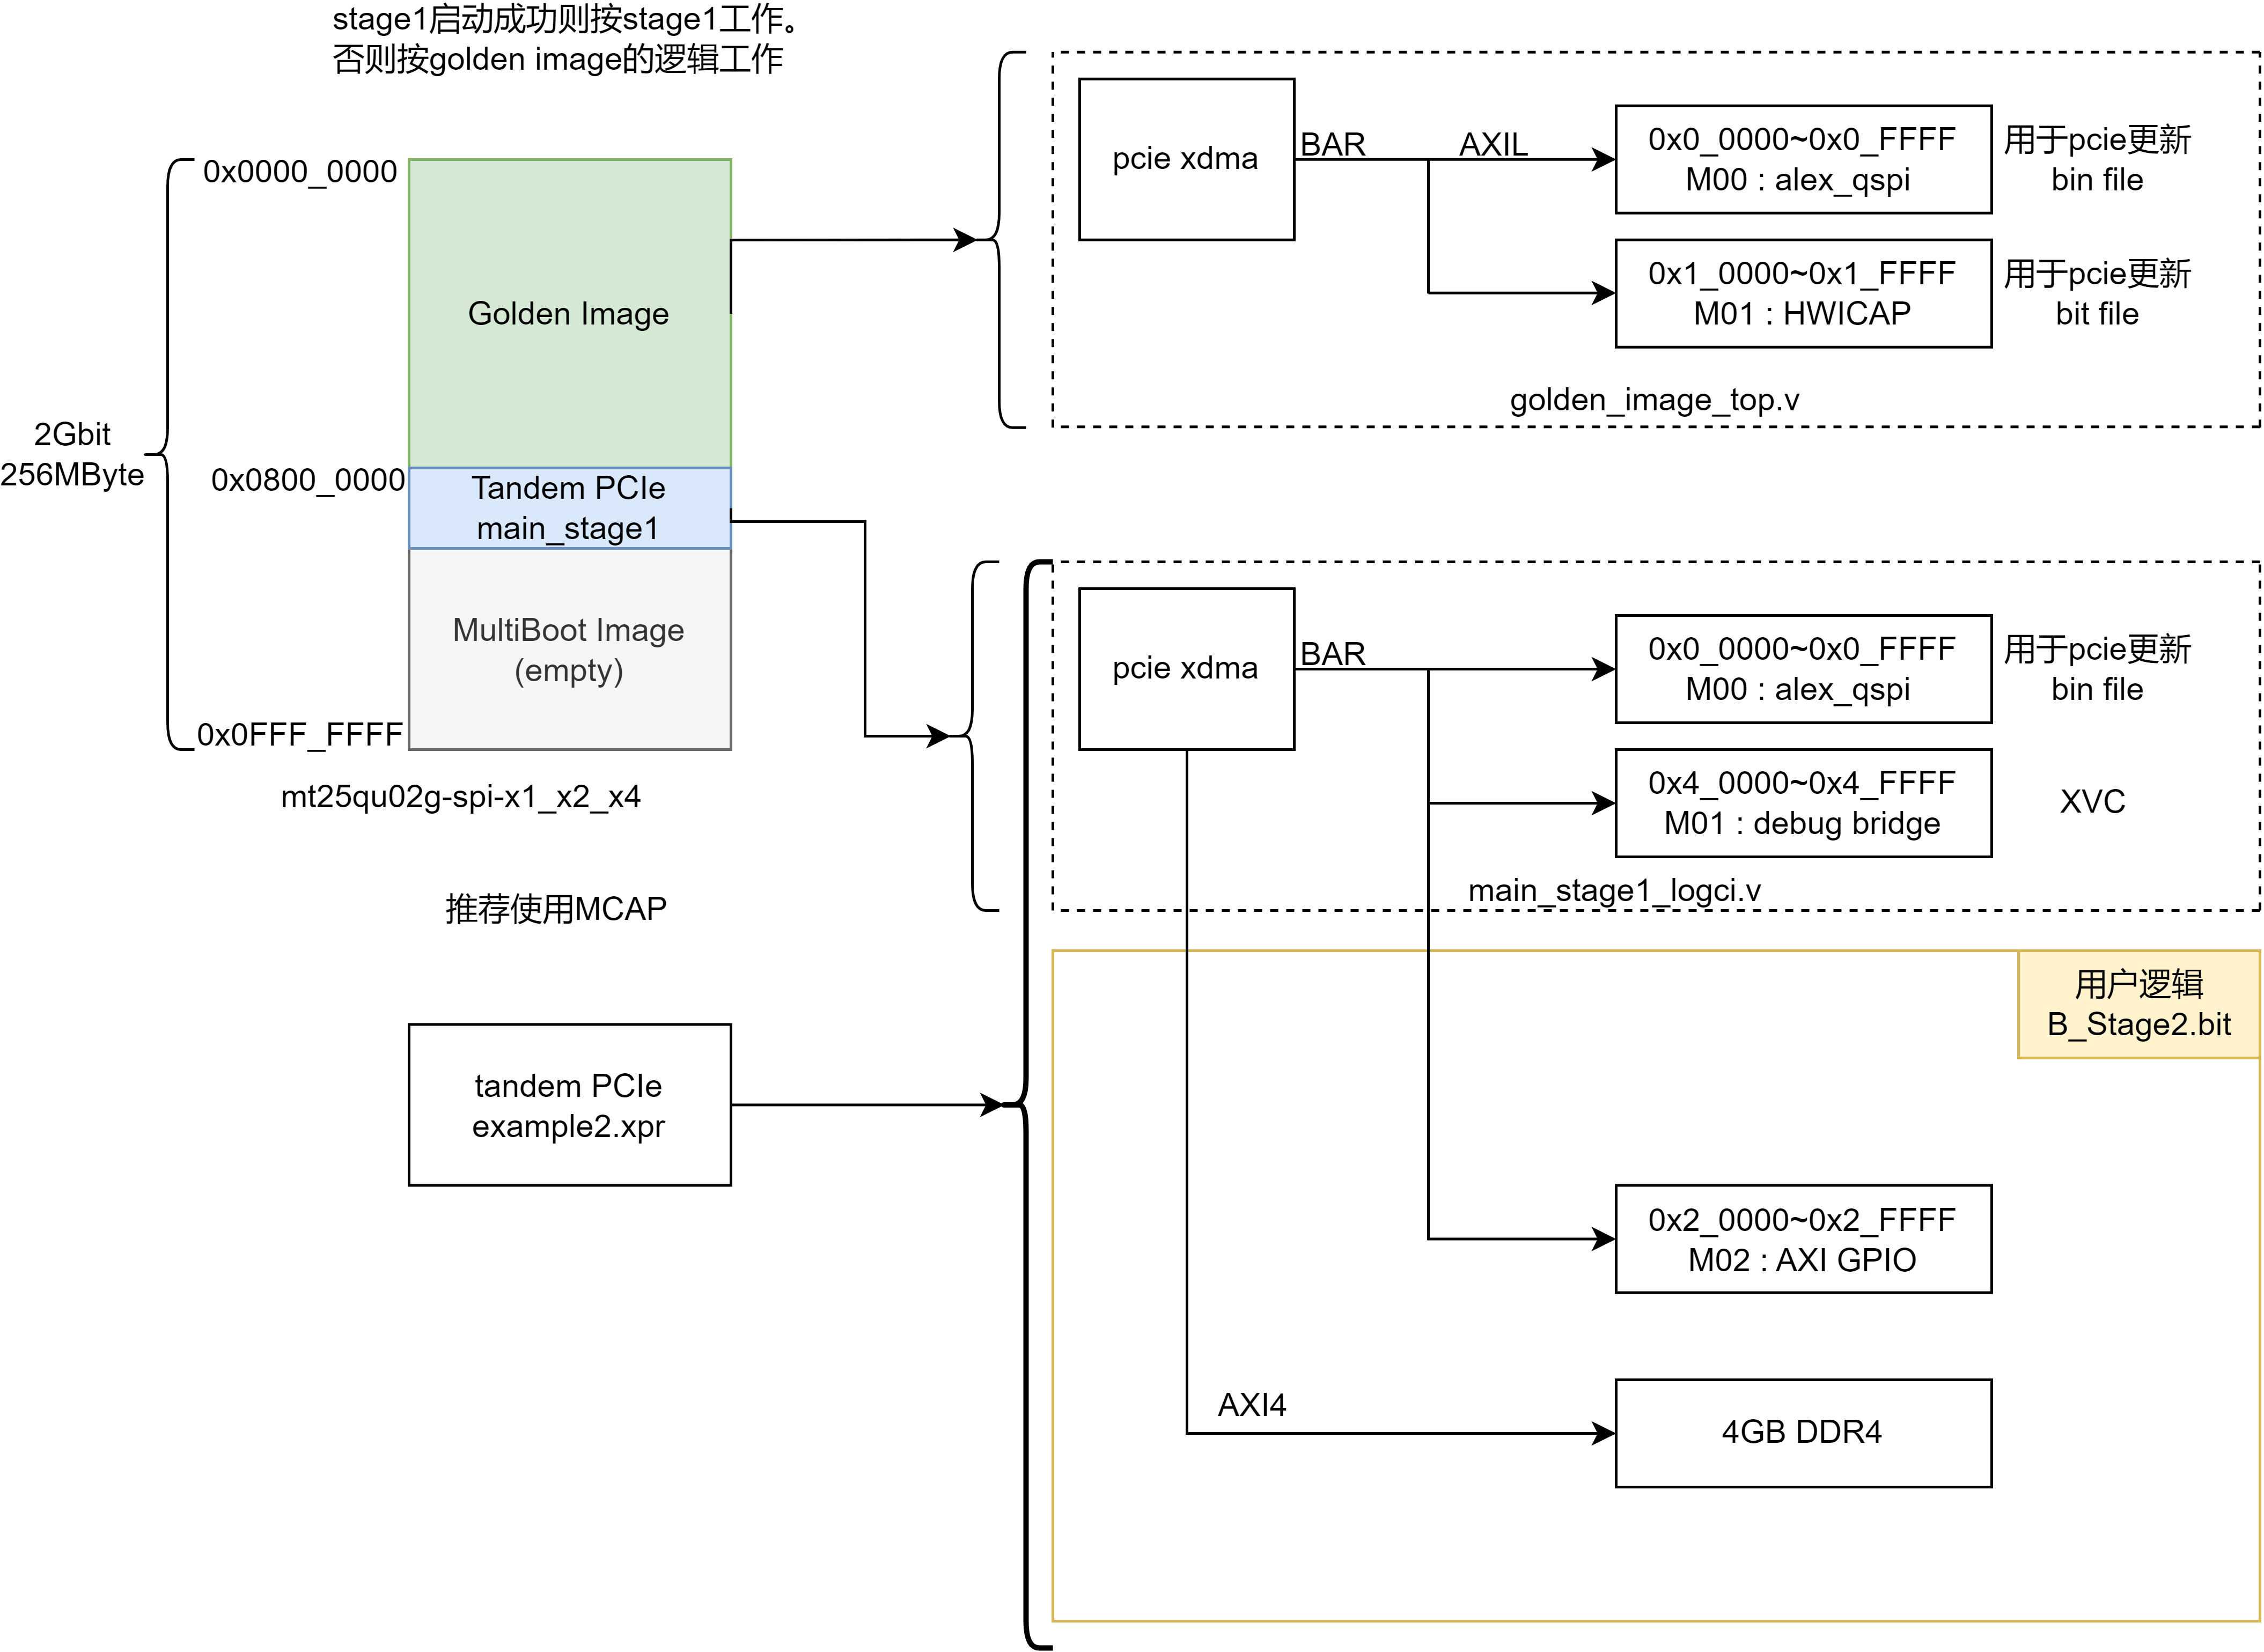 stage1启动成功则按stage1工作。
否则按golden image的逻辑工作
0x0000_0000
Golden Image
2Gbit
256MByte
0x0800_0000
Tandem PCIe
main_stage1
MultiBoot Image
(empty)
0x0FFF_FFFF
mt25qu02g-spi-x1_x2_x4
推荐使用MCAP
tandem PCIe
example2.xpr
pcie xdma
BAR
AXIL
0x0_0000~0x0_FFFF
M00 : alex_qspi
用于pcie更新
bin file
0x1_0000~0x1_FFFF
M01 : HWICAP
用于pcie更新
bit file
golden_image_top.v
pcie xdma
BAR
0x0_0000~0x0_FFFF
M00 : alex_qspi
用于pcie更新
bin file
0x4_0000~0x4_FFFF
M01 : debug bridge
XVC
main_stage1_logci.v
用户逻辑
B_Stage2.bit
0x2_0000~0x2_FFFF
M02 : AXI GPIO
AXI4
4GB DDR4